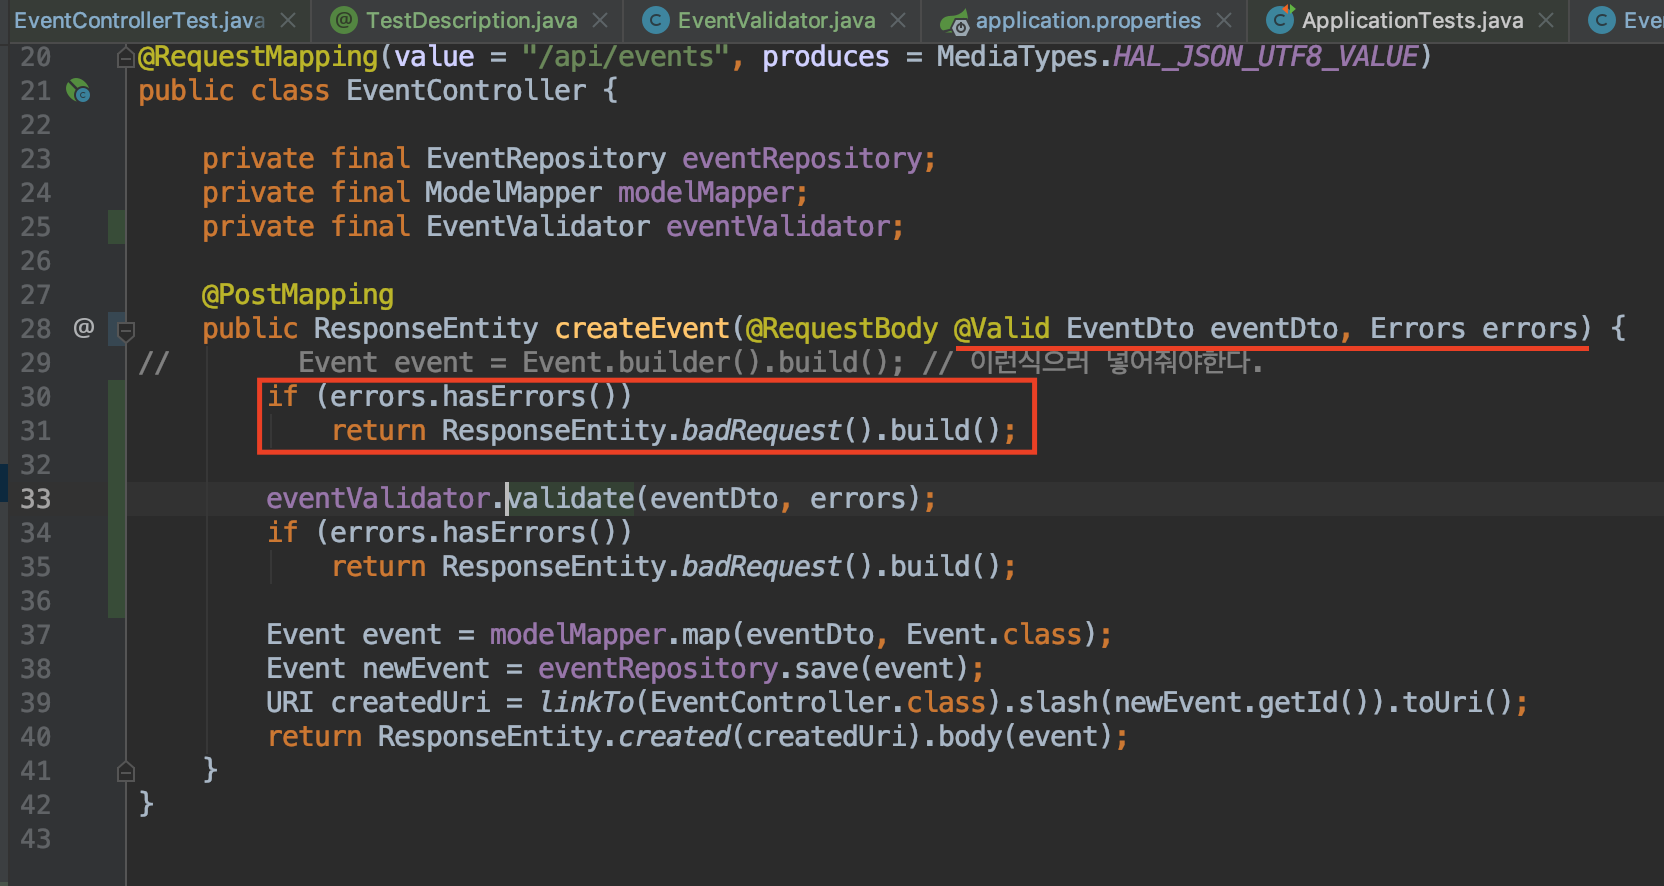 EventControllerTest.java TestDescription.java EventValidator.java application.properties ApplicationTests.java Eve
20 @RequestMapping(value = "/api/events", produces = MediaTypes.HAL_JSON_UTF8_VALUE)
21 public class EventController {
22
23 private final EventRepository eventRepository;
24 private final ModelMapper modelMapper;
25 private final EventValidator eventValidator;
26
27 @PostMapping
28 @ public ResponseEntity createEvent(@RequestBody @Valid EventDto eventDto, Errors errors) {
29 // Event event = Event.builder().build(); // 이런식으러 넣어줘야한다.
30 if (errors.hasErrors())
31 return ResponseEntity.badRequest().build();
32
33 eventValidator.validate(eventDto, errors);
34 if (errors.hasErrors())
35 return ResponseEntity.badRequest().build();
36
37 Event event = modelMapper.map(eventDto, Event.class);
38 Event newEvent = eventRepository.save(event);
39 URI createdUri = linkTo(EventController.class).slash(newEvent.getId()).toUri();
40 return ResponseEntity.created(createdUri).body(event);
41 }
42 }
43